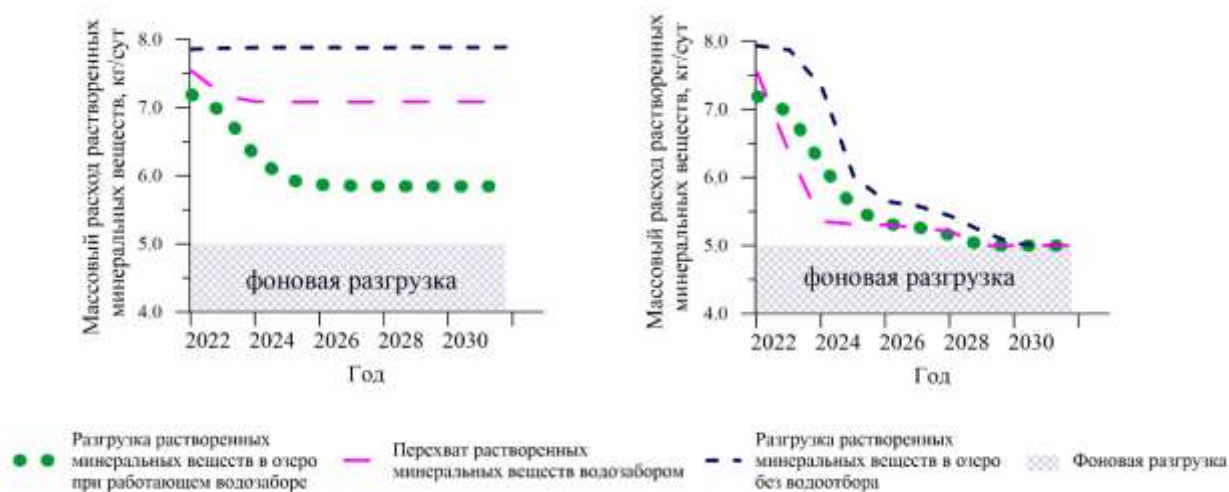 Массовый расход растворенных
минеральных веществ, кг/сут
8.0
7.0
6.0
5.0
4.0
фоновая разгрузка
2022 2024 2026 2028 2030
Год
Массовый расход растворенных
минеральных веществ, кг/сут
8.0
7.0
6.0
5.0
4.0
фоновая разгрузка
2022 2024 2026 2028 2030
Год
Разгрузка растворенных
минеральных веществ в озеро
при работающем водозаборе
Перехват растворенных
минеральных веществ водозабором
Разгрузка растворенных
минеральных веществ в озеро
без водоотбора
Фоновая разгрузка